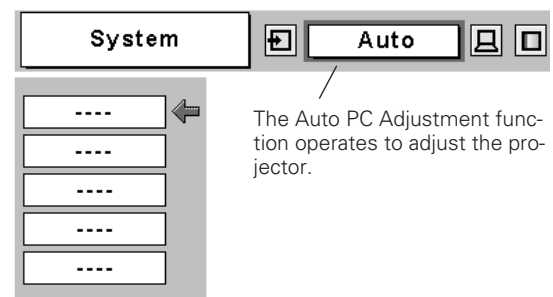 System Auto
----
----
----
----
----
The Auto PC Adjustment func-
tion operates to adjust the pro-
jector.